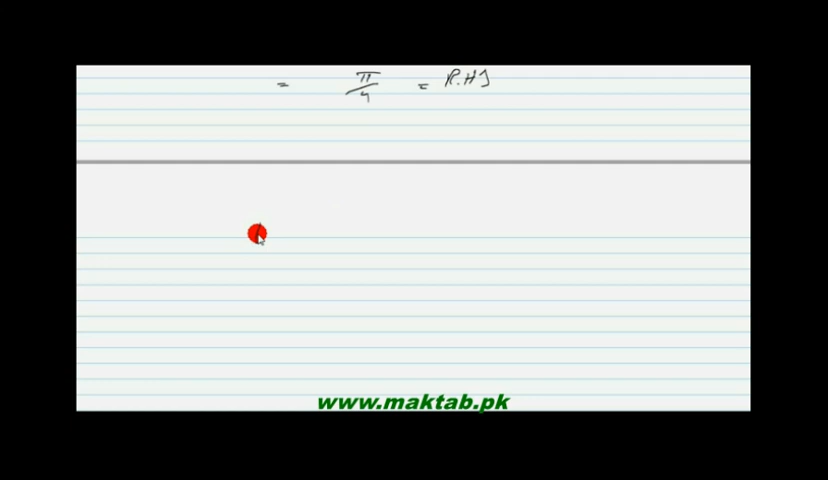 = π/4 = R.H.S
www.maktab.pk